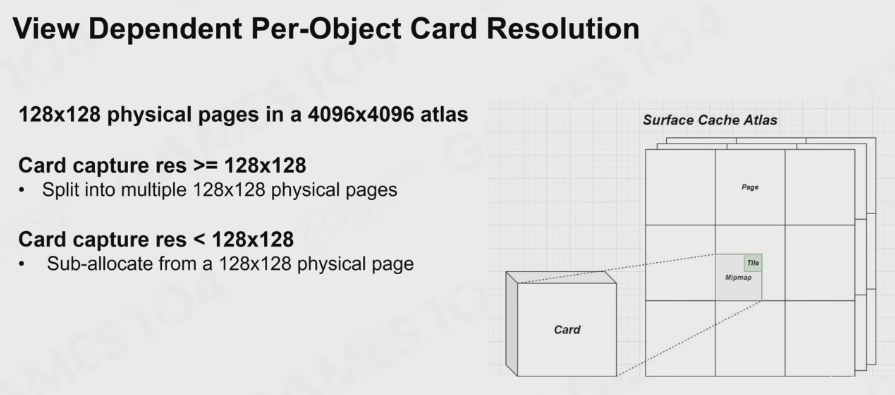 View Dependent Per-Object Card Resolution
128x128 physical pages in a 4096x4096 atlas
Card capture res >= 128x128
• Split into multiple 128x128 physical pages
Card capture res < 128x128
• Sub-allocate from a 128x128 physical page
Surface Cache Atlas
Page
Tile
Mipmap
Card